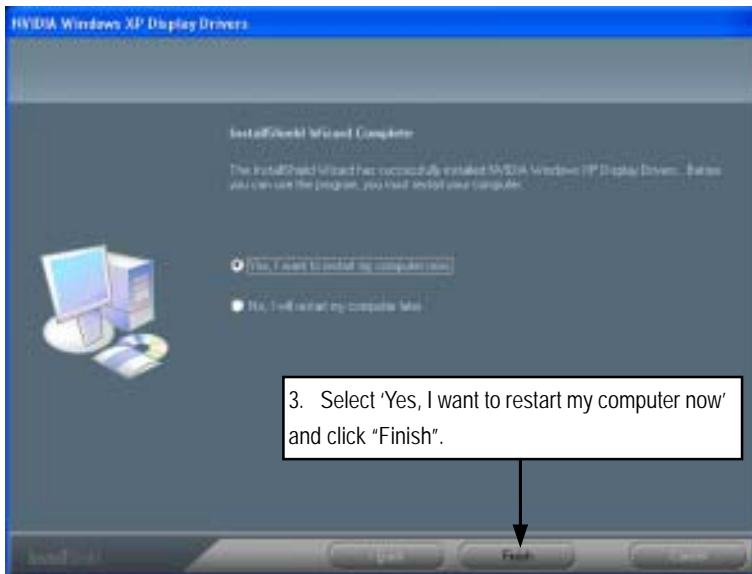 NVIDIA Windows XP Display Drivers
InstallShield Wizard Complete
The InstallShield Wizard has successfully installed NVIDIA Windows XP Display Drivers. Before
you can use the program, you must restart your computer.
Yes, I want to restart my computer now.
No, I will restart my computer later.
3. Select ‘Yes, I want to restart my computer now’
and click “Finish”.
InstallShield
Finish
Cancel